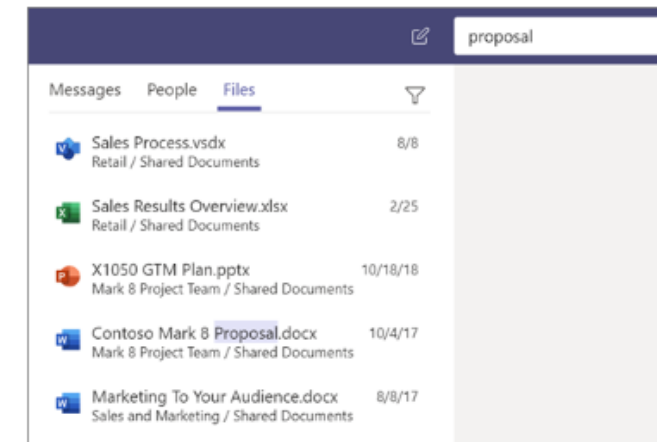 proposal
Messages People Files
Sales Process.vsdx 8/8
Retail / Shared Documents
Sales Results Overview.xlsx 2/25
Retail / Shared Documents
X1050 GTM Plan.pptx 10/18/18
Mark 8 Project Team / Shared Documents
Contoso Mark 8 Proposal.docx 10/4/17
Mark 8 Project Team / Shared Documents
Marketing To Your Audience.docx 8/8/17
Sales and Marketing / Shared Documents